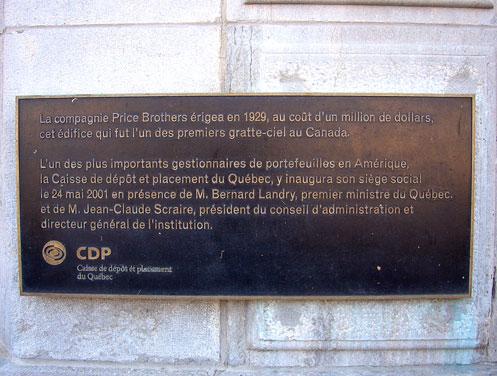 La compagnie Price Brothers érigea en 1929, au coût d'un million de dollars,
cet édifice qui fut l'un des premiers gratte-ciel au Canada.
L'un des plus importants gestionnaires de portefeuilles en Amérique,
la Caisse de dépôt et placement du Québec, y inaugura son siège social
le 24 mai 2001 en présence de M. Bernard Landry, premier ministre du Québec,
et de M. Jean-Claude Scraire, président du conseil d'administration et
directeur général de l'institution.
CDP
Caisse de dépôt et placement
du Québec